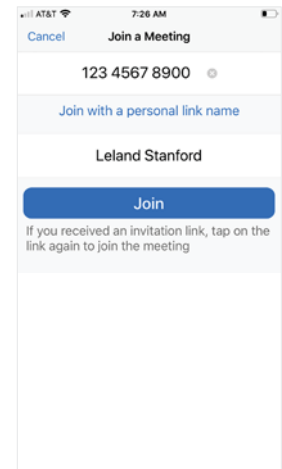 AT&T 7:26 AM
Cancel Join a Meeting
123 4567 8900
Join with a personal link name
Leland Stanford
Join
If you received an invitation link, tap on the
link again to join the meeting